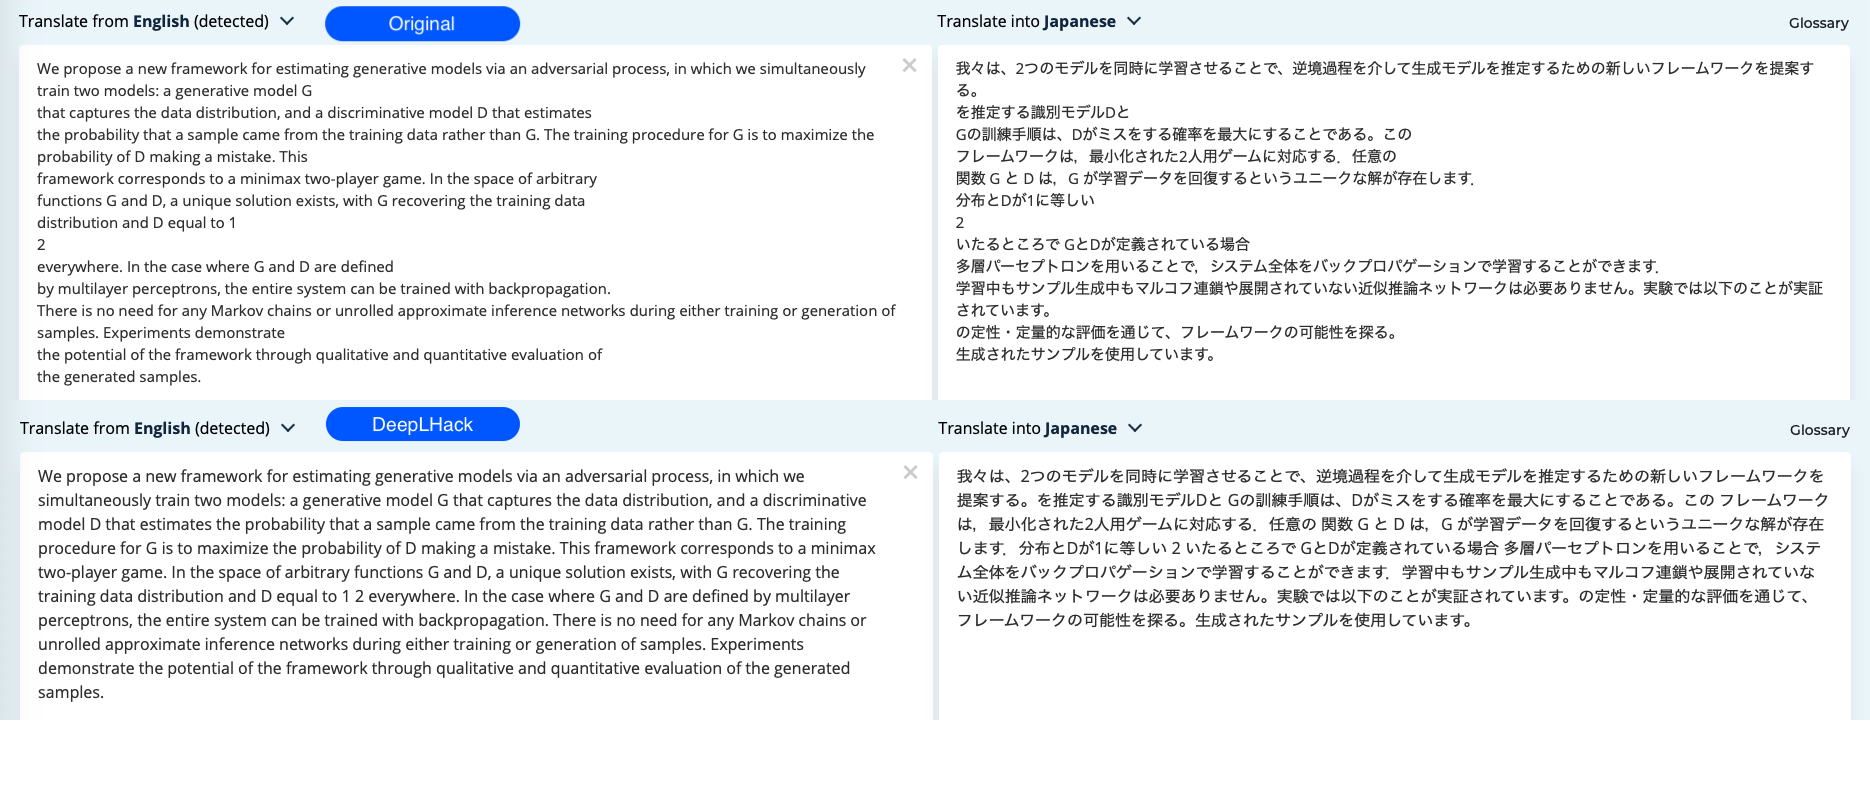 Translate from English (detected)
Original
Translate into Japanese
Glossary
We propose a new framework for estimating generative models via an adversarial process, in which we simultaneously
train two models: a generative model G
that captures the data distribution, and a discriminative model D that estimates
the probability that a sample came from the training data rather than G. The training procedure for G is to maximize the
probability of D making a mistake. This
framework corresponds to a minimax two-player game. In the space of arbitrary
functions G and D, a unique solution exists, with G recovering the training data
distribution and D equal to 1
2
everywhere. In the case where G and D are defined
by multilayer perceptrons, the entire system can be trained with backpropagation.
There is no need for any Markov chains or unrolled approximate inference networks during either training or generation of
samples. Experiments demonstrate
the potential of the framework through qualitative and quantitative evaluation of
the generated samples.
我々は、2つのモデルを同時に学習させることで、逆境過程を介して生成モデルを推定するための新しいフレームワークを提案す
る。
を推定する識別モデルDと
Gの訓練手順は、Dがミスをする確率を最大にすることである。この
フレームワークは，最小化された2人用ゲームに対応する．任意の
関数 G と D は，G が学習データを回復するというユニークな解が存在します．
分布とDが1に等しい
2
いたるところで GとDが定義されている場合
多層パーセプトロンを用いることで，システム全体をバックプロパゲーションで学習することができます．
学習中もサンプル生成中もマルコフ連鎖や展開されていない近似推論ネットワークは必要ありません。実験では以下のことが実証
されています。
の定性・定量的な評価を通じて、フレームワークの可能性を探る。
生成されたサンプルを使用しています。
Translate from English (detected)
DeepLHack
Translate into Japanese
Glossary
We propose a new framework for estimating generative models via an adversarial process, in which we
simultaneously train two models: a generative model G that captures the data distribution, and a discriminative
model D that estimates the probability that a sample came from the training data rather than G. The training
procedure for G is to maximize the probability of D making a mistake. This framework corresponds to a minimax
two-player game. In the space of arbitrary functions G and D, a unique solution exists, with G recovering the
training data distribution and D equal to 1 2 everywhere. In the case where G and D are defined by multilayer
perceptrons, the entire system can be trained with backpropagation. There is no need for any Markov chains or
unrolled approximate inference networks during either training or generation of samples. Experiments
demonstrate the potential of the framework through qualitative and quantitative evaluation of the generated
samples.
我々は、2つのモデルを同時に学習させることで、逆境過程を介して生成モデルを推定するための新しいフレームワークを
提案する。を推定する識別モデルDと Gの訓練手順は、Dがミスをする確率を最大にすることである。この フレームワーク
は，最小化された2人用ゲームに対応する．任意の 関数 G と D は，G が学習データを回復するというユニークな解が存在
します．分布とDが1に等しい 2 いたるところで GとDが定義されている場合 多層パーセプトロンを用いることで，システ
ム全体をバックプロパゲーションで学習することができます．学習中もサンプル生成中もマルコフ連鎖や展開されていな
い近似推論ネットワークは必要ありません。実験では以下のことが実証されています。の定性・定量的な評価を通じて、
フレームワークの可能性を探る。生成されたサンプルを使用しています。